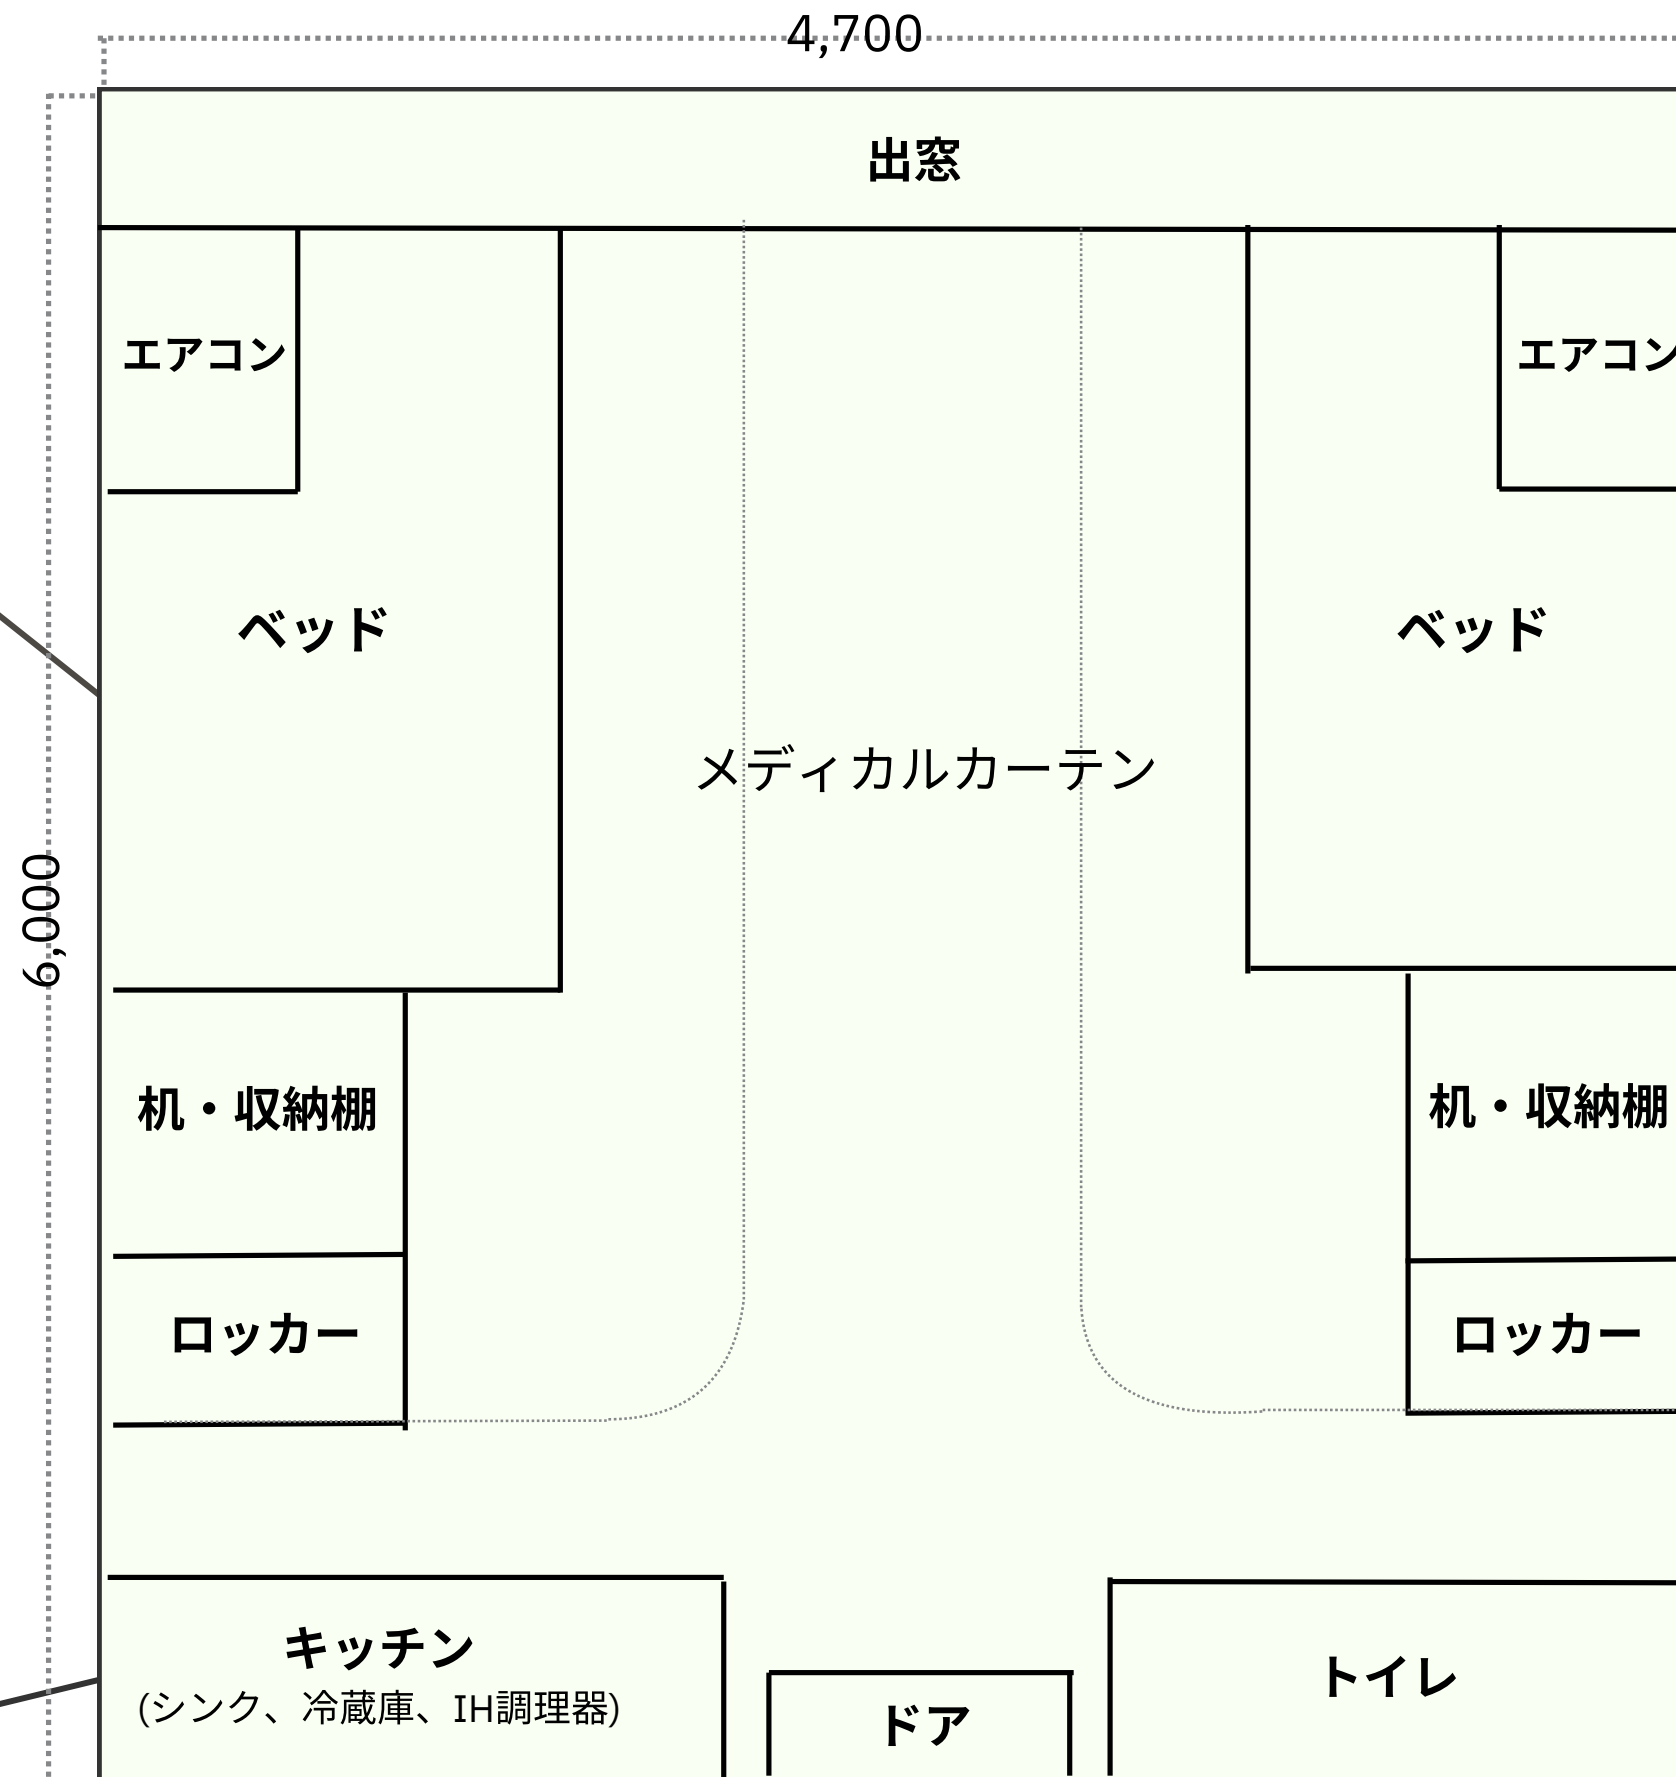 4,700
出窓
エアコン
エアコン
ベッド
ベッド
メディカルカーテン
6,000
机・収納棚
机・収納棚
ロッカー
ロッカー
キッチン
(シンク、冷蔵庫、IH調理器)
トイレ
ドア